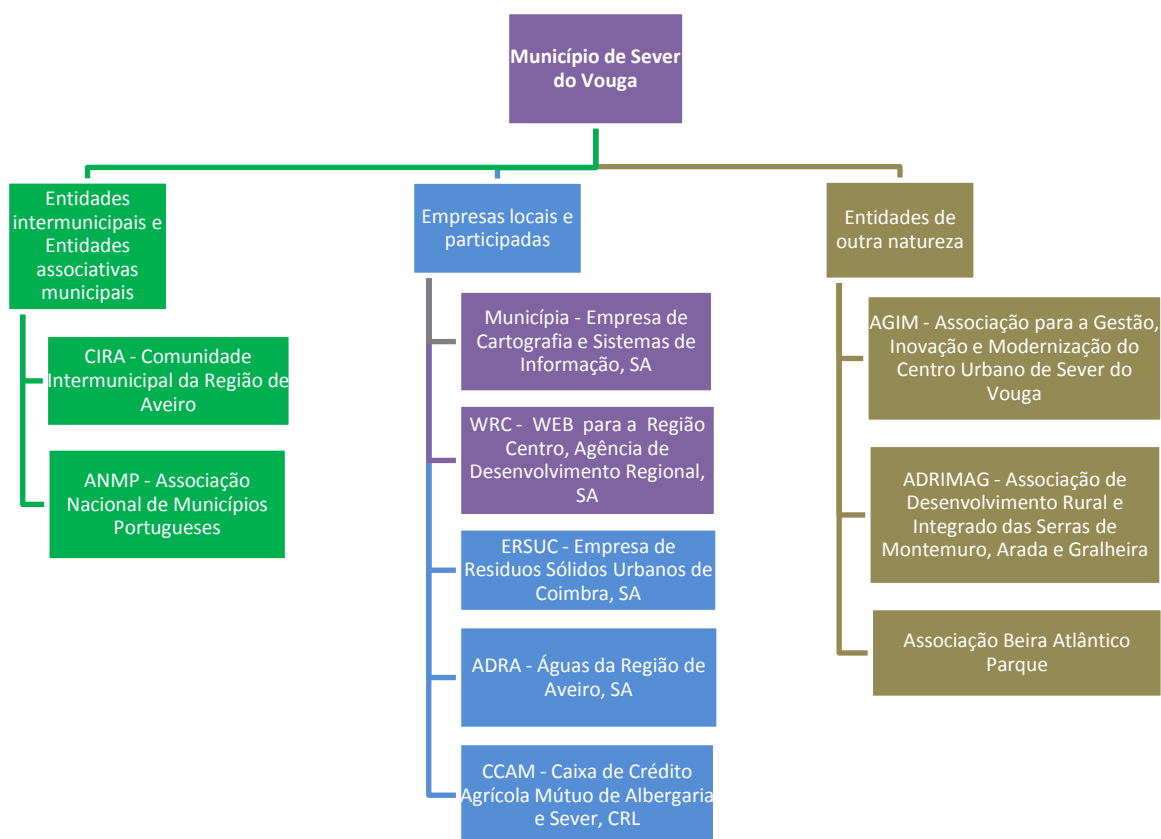 Município de Sever
do Vouga
Entidades
intermunicipais e
Entidades
associativas
municipais
CIRA - Comunidade
Intermunicipal da Região de
Aveiro
ANMP - Associação
Nacional de Municípios
Portugueses
Empresas locais e
participadas
Município - Empresa de
Cartografia e Sistemas de
Informação, SA
WRC - WEB para a Região
Centro, Agência de
Desenvolvimento Regional,
SA
ERSUC - Empresa de
Residuos Sólidos Urbanos de
Coimbra, SA
ADRA - Águas da Região de
Aveiro, SA
CCAM - Caixa de Crédito
Agrícola Mútuo de Albergaria
e Sever, CRL
Entidades de
outra natureza
AGIM - Associação para a Gestão,
Inovação e Modernização do
Centro Urbano de Sever do
Vouga
ADRIMAG - Associação de
Desenvolvimento Rural e
Integrado das Serras de
Montemuro, Arada e Gralheira
Associação Beira Atlântico
Parque